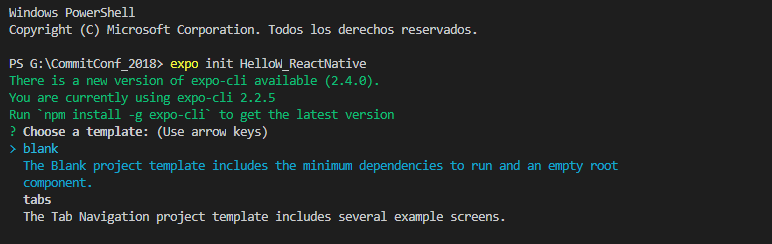 Windows PowerShell
Copyright (C) Microsoft Corporation. Todos los derechos reservados.
PS G:\CommitConf_2018> expo init HelloW_ReactNative
There is a new version of expo-cli available (2.4.0).
You are currently using expo-cli 2.2.5
Run `npm install -g expo-cli` to get the latest version
? Choose a template: (Use arrow keys)
> blank
The Blank project template includes the minimum dependencies to run and an empty root
component.
tabs
The Tab Navigation project template includes several example screens.